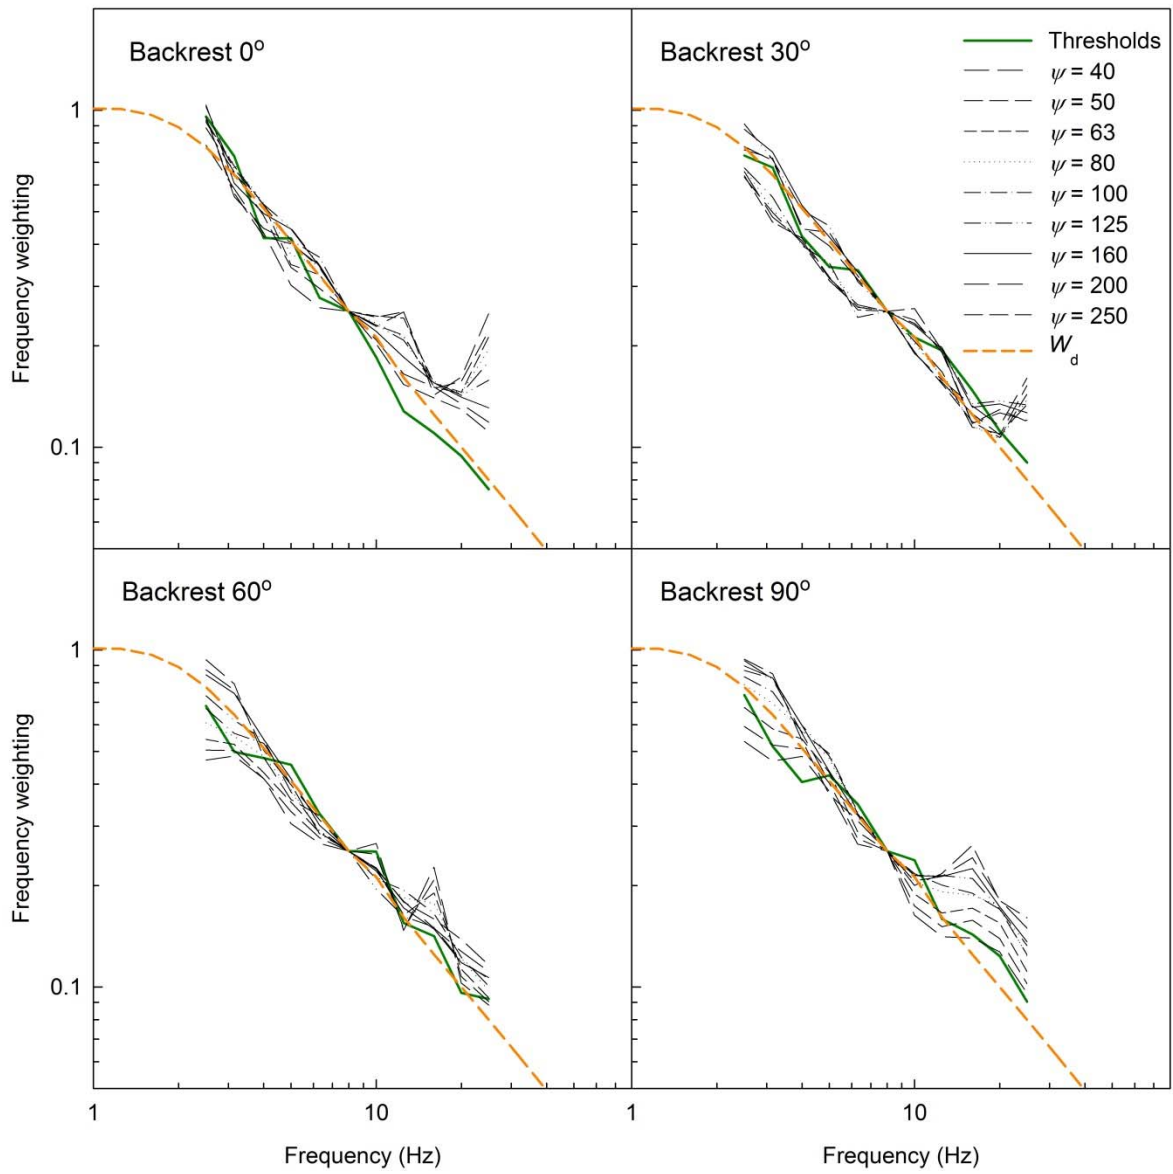 Backrest 0°
Backrest 30°
Thresholds
ψ = 40
ψ = 50
ψ = 63
ψ = 80
ψ = 100
ψ = 125
ψ = 160
ψ = 200
ψ = 250
Wd
1
0.1
Frequency weighting
Backrest 60°
Backrest 90°
1
0.1
Frequency weighting
1
10
1
10
Frequency (Hz)
Frequency (Hz)